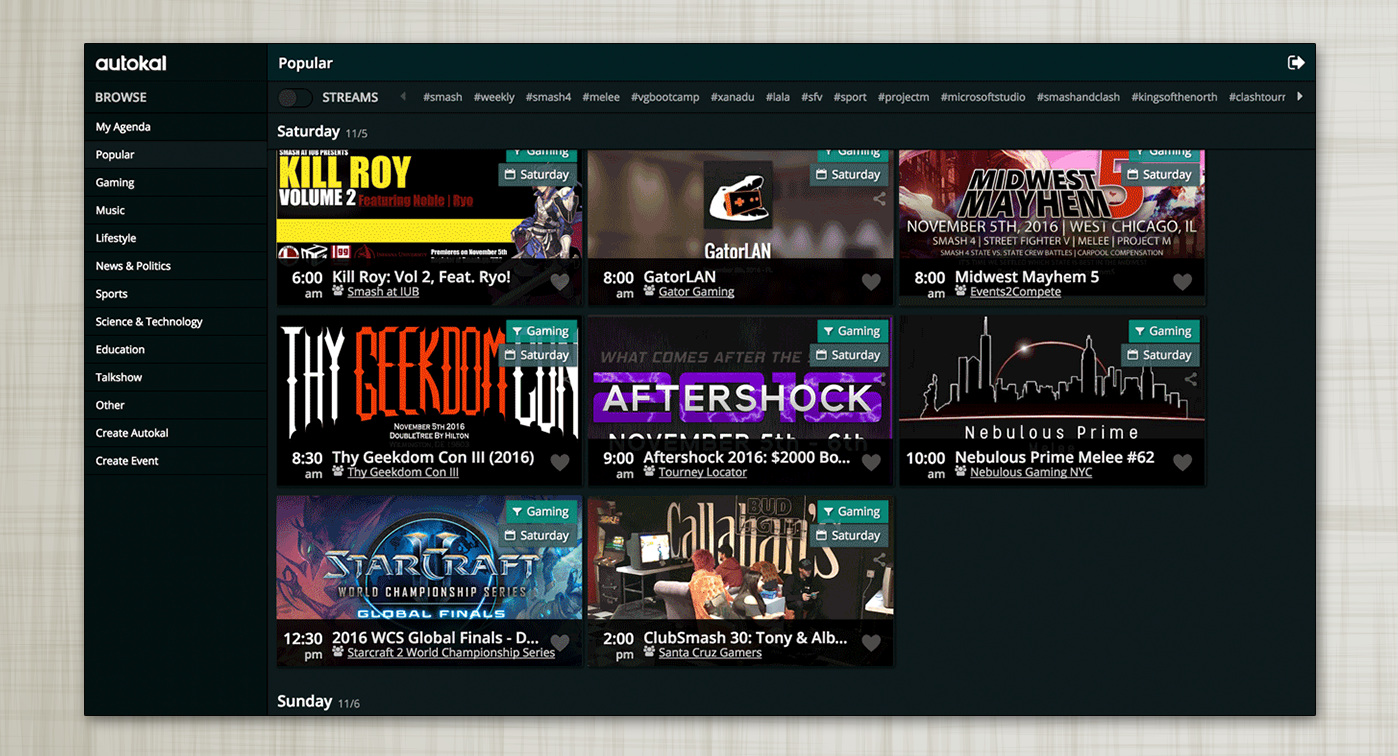 autokal
Popular
BROWSE
STREAMS
#smash #weekly #smash4 #melee #vgbootcamp #xanadu #lala #sfv #sport #projectm #microsoftstudio #smashandclash #kingsofthenorth #clashtourr
My Agenda
Popular
Gaming
Music
Lifestyle
News & Politics
Sports
Science & Technology
Education
Talkshow
Other
Create Autokal
Create Event
Saturday 11/5
SMASH AT IUB PRESENTS
KILL ROY
VOLUME 2 Featuring Noble | Ryo
Premieres on November 5th
Gaming
Saturday
6:00 am
Kill Roy: Vol 2, Feat. Ryo!
Smash at IUB
Gaming
Saturday
GatorLAN
8:00 am
GatorLAN
Gator Gaming
Gaming
Saturday
MIDWEST
MAYHEM 5
NOVEMBER 5TH, 2016 | WEST CHICAGO, IL
SMASH 4 | STREET FIGHTER V | MELEE | PROJECT M
SMASH 4 STATE VS. STATE CREW BATTLES | CARPOOL COMPENSATION
8:00 am
Midwest Mayhem 5
Events2Compete
Gaming
Saturday
THY GEEKDOM CON
NOVEMBER 5TH 2016
DOUBLETREE BY HILTON
8:30 am
Thy Geekdom Con III (2016)
Thy Geekdom Con III
Gaming
Saturday
WHAT COMES AFTER THE
2016
AFTERSHOCK
NOVEMBER 5th - 6th
9:00 am
Aftershock 2016: $2000 Bo...
Tourney Locator
Gaming
Saturday
Nebulous Prime
10:00 am
Nebulous Prime Melee #62
Nebulous Gaming NYC
Gaming
Saturday
STARCRAFT II
WORLD CHAMPIONSHIP SERIES
GLOBAL FINALS
12:30 pm
2016 WCS Global Finals - D...
Starcraft 2 World Championship Series
Gaming
Saturday
BUD
Callahan's
2:00 pm
ClubSmash 30: Tony & Alb...
Santa Cruz Gamers
Sunday 11/6